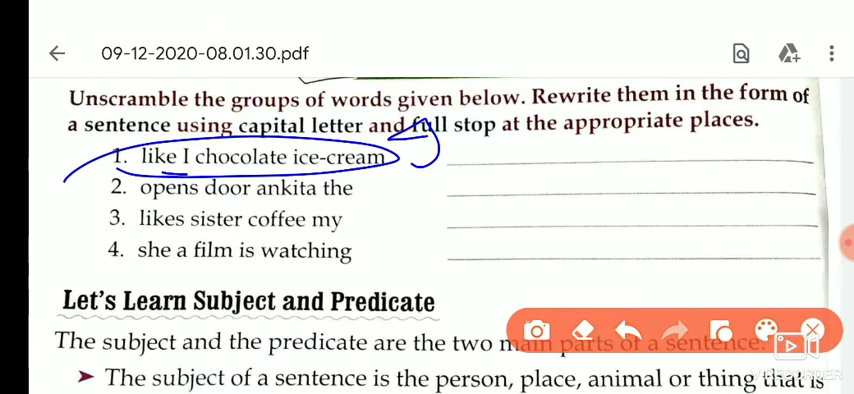 09-12-2020-08.01.30.pdf
Unscramble the groups of words given below. Rewrite them in the form of
a sentence using capital letter and full stop at the appropriate places.
1. like I chocolate ice-cream
2. opens door ankita the
3. likes sister coffee my
4. she a film is watching
Let's Learn Subject and Predicate
The subject and the predicate are the two main parts of a sentence.
➤ The subject of a sentence is the person, place, animal or thing that is